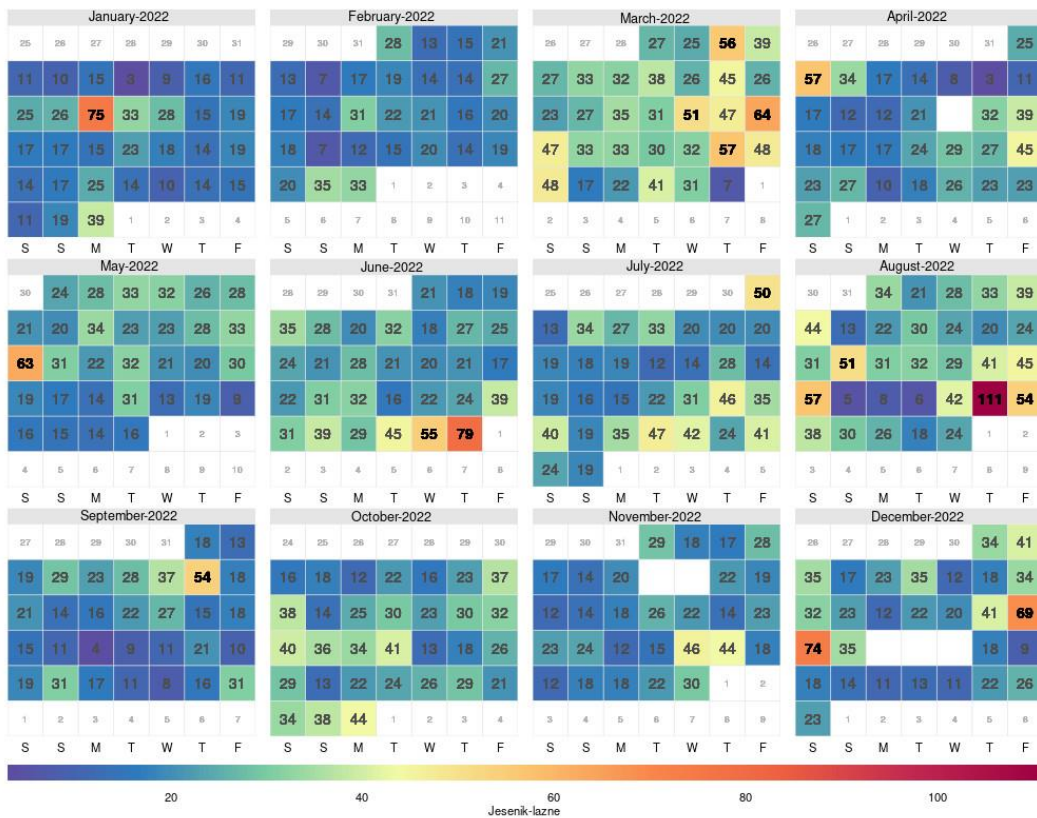 January-2022
25 26 27 28 29 30 31
11 10 15 3 9 16 11
25 26 75 33 28 15 19
17 17 15 23 18 14 19
14 17 25 14 10 14 15
11 19 39 1 2 3 4
S S M T W T F
February-2022
29 30 31 28 13 15 21
13 7 17 19 14 14 27
17 14 31 22 21 16 20
18 7 12 15 20 14 17
20 35 33 1 2 3 4
5 6 7 8 9 10 11
S S M T W T F
March-2022
26 27 28 27 25 56 39
27 33 32 38 26 45 26
23 27 35 31 51 47 64
47 33 33 30 32 57 48
48 17 22 41 31 7 1
2 3 4 5 6 7 8
S S M T W T F
April-2022
26 27 28 29 30 31 25
57 34 17 14 8 3 11
17 12 12 21 32 39
18 17 17 24 29 27 45
23 27 10 18 26 23 23
27 1 2 3 4 5 6
S S M T W T F
May-2022
30 24 28 33 32 26 28
21 20 34 23 23 28 33
63 31 22 32 21 20 30
19 17 14 31 13 19 9
16 15 14 16 1 2 3
4 5 6 7 8 9 10
S S M T W T F
June-2022
28 29 30 31 21 18 19
35 28 20 32 18 27 25
24 21 28 21 20 21 17
22 31 32 16 22 24 39
31 39 29 45 55 79 1
2 3 4 5 6 7 8
S S M T W T F
July-2022
25 26 27 28 29 30 50
13 34 27 33 20 20 20
19 18 19 12 14 28 14
19 16 15 22 31 46 35
40 19 35 47 42 24 41
24 19 1 2 3 4 5
S S M T W T F
August-2022
30 31 34 21 28 33 39
44 13 22 30 24 20 24
31 51 31 32 29 41 45
57 5 8 6 42 111 54
38 30 26 18 24 1 2
3 4 5 6 7 8 9
S S M T W T F
September-2022
27 28 29 30 31 18 13
19 29 23 28 37 54 18
21 14 16 22 27 15 18
15 11 4 9 11 21 10
19 31 17 11 8 16 31
1 2 3 4 5 6 7
S S M T W T F
October-2022
24 25 26 27 28 29 30
16 18 12 22 16 23 37
38 14 25 30 23 30 32
40 36 34 41 13 18 26
29 13 22 24 26 29 21
34 38 44 1 2 3 4
S S M T W T F
November-2022
29 30 31 29 18 17 28
17 14 20 22 19
12 14 18 26 22 14 23
23 24 12 15 46 44 18
12 18 18 22 30 1 2
3 4 5 6 7 8 9
S S M T W T F
December-2022
26 27 28 29 30 34 41
35 17 23 35 12 18 34
32 23 12 22 20 41 69
74 35 18 9
18 14 11 13 11 22 26
23 1 2 3 4 5 6
S S M T W T F
20 40 60 80 100
Jesenik-lazne